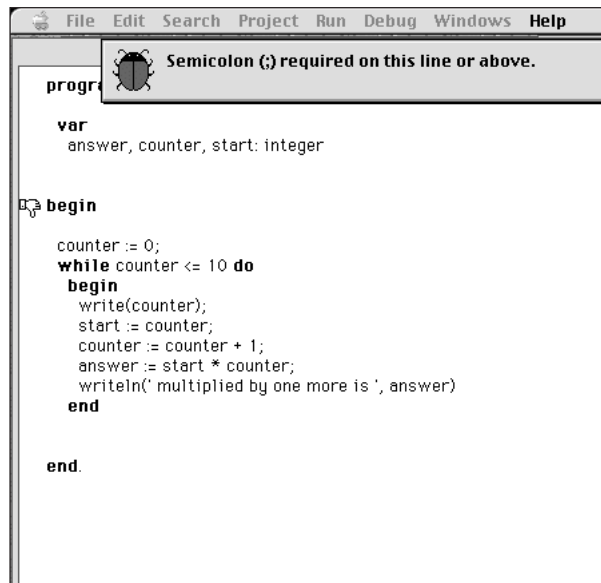 File Edit Search Project Run Debug Windows Help
Semicolon (;) required on this line or above.
var
answer, counter, start: integer
begin
counter := 0;
while counter <= 10 do
begin
write(counter);
start := counter;
counter := counter + 1;
answer := start * counter;
writeln(' multiplied by one more is ', answer)
end
end.